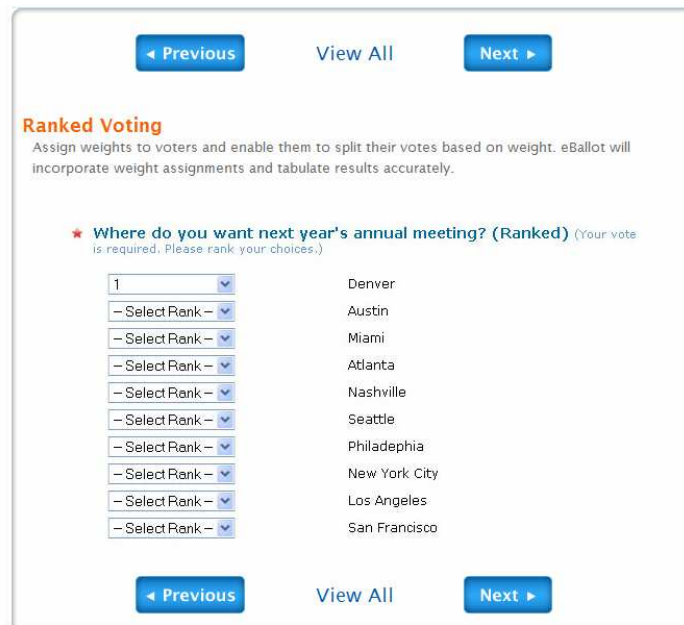 ◄ Previous View All Next ►
Ranked Voting
Assign weights to voters and enable them to split their votes based on weight. eBallot will
incorporate weight assignments and tabulate results accurately.
★ Where do you want next year's annual meeting? (Ranked) (Your vote
is required. Please rank your choices.)
1 Denver
– Select Rank – Austin
– Select Rank – Miami
– Select Rank – Atlanta
– Select Rank – Nashville
– Select Rank – Seattle
– Select Rank – Philadephia
– Select Rank – New York City
– Select Rank – Los Angeles
– Select Rank – San Francisco
◄ Previous View All Next ►